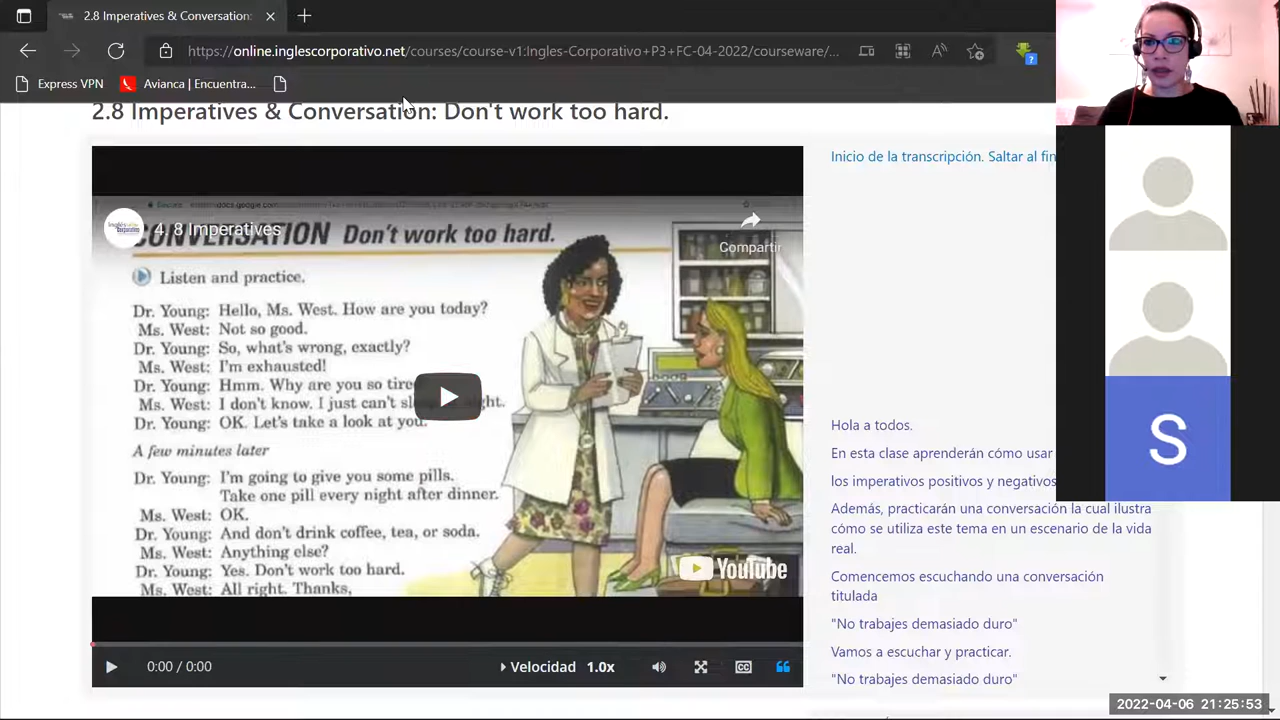 2.8 Imperatives & Conversation:
https://online.inglescorporativo.net/courses/course-v1:Ingles-Corporativo+P3+FC-04-2022/courseware/...
Express VPN
Avianca | Encuentra...
2.8 Imperatives & Conversation: Don't work too hard.
4. 8 Imperatives
CONVERSATION Don't work too hard.
Compartir
Listen and practice.
Dr. Young: Hello, Ms. West. How are you today?
Ms. West: Not so good.
Dr. Young: So, what's wrong, exactly?
Ms. West: I'm exhausted!
Dr. Young: Hmm. Why are you so tire
Ms. West: I don't know. I just can't sl night.
Dr. Young: OK. Let's take a look at you.
A few minutes later
Dr. Young: I'm going to give you some pills.
Take one pill every night after dinner.
Ms. West: OK.
Dr. Young: And don't drink coffee, tea, or soda.
Ms. West: Anything else?
Dr. Young: Yes. Don't work too hard.
Ms. West: All right. Thanks.
YouTube
0:00 / 0:00
Velocidad 1.0x
Inicio de la transcripción. Saltar al fin
Hola a todos.
En esta clase aprenderán cómo usar
los imperativos positivos y negativos
Además, practicarán una conversación la cual ilustra
cómo se utiliza este tema en un escenario de la vida
real.
Comencemos escuchando una conversación
titulada
"No trabajes demasiado duro"
Vamos a escuchar y practicar.
"No trabajes demasiado duro"
S
2022-04-06 21:25:53